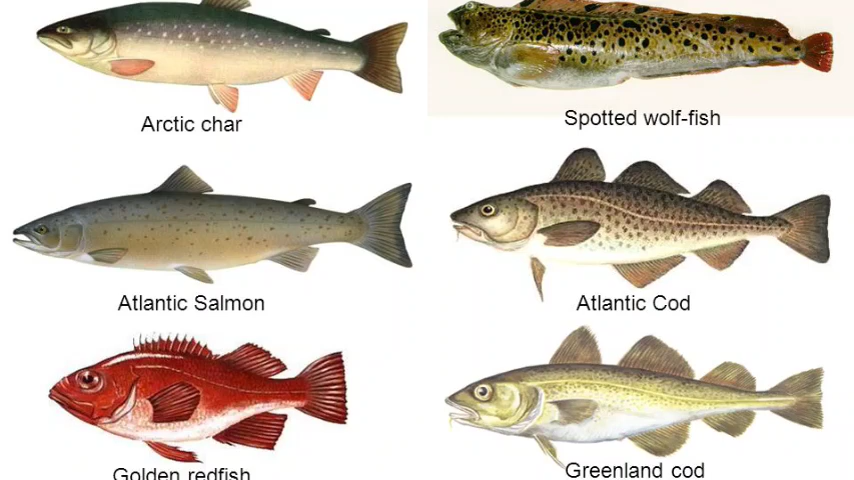 Arctic char
Spotted wolf-fish
Atlantic Salmon
Atlantic Cod
Golden redfish
Greenland cod